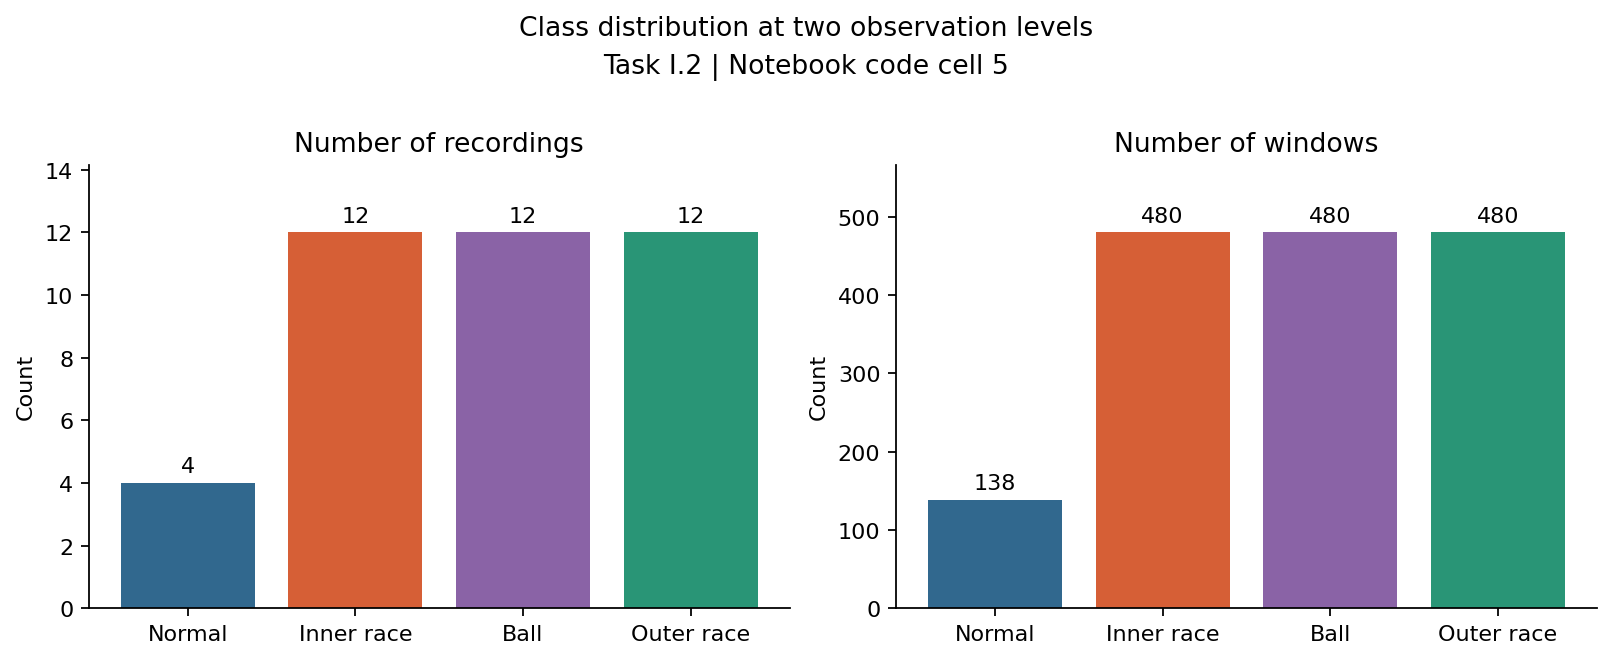 Class distribution at two observation levels
Task I.2 | Notebook code cell 5
Number of recordings
14
12
10
8
6
4
2
0
Count
4
12
12
12
Normal
Inner race
Ball
Outer race
Number of windows
500
400
300
200
100
0
Count
138
480
480
480
Normal
Inner race
Ball
Outer race